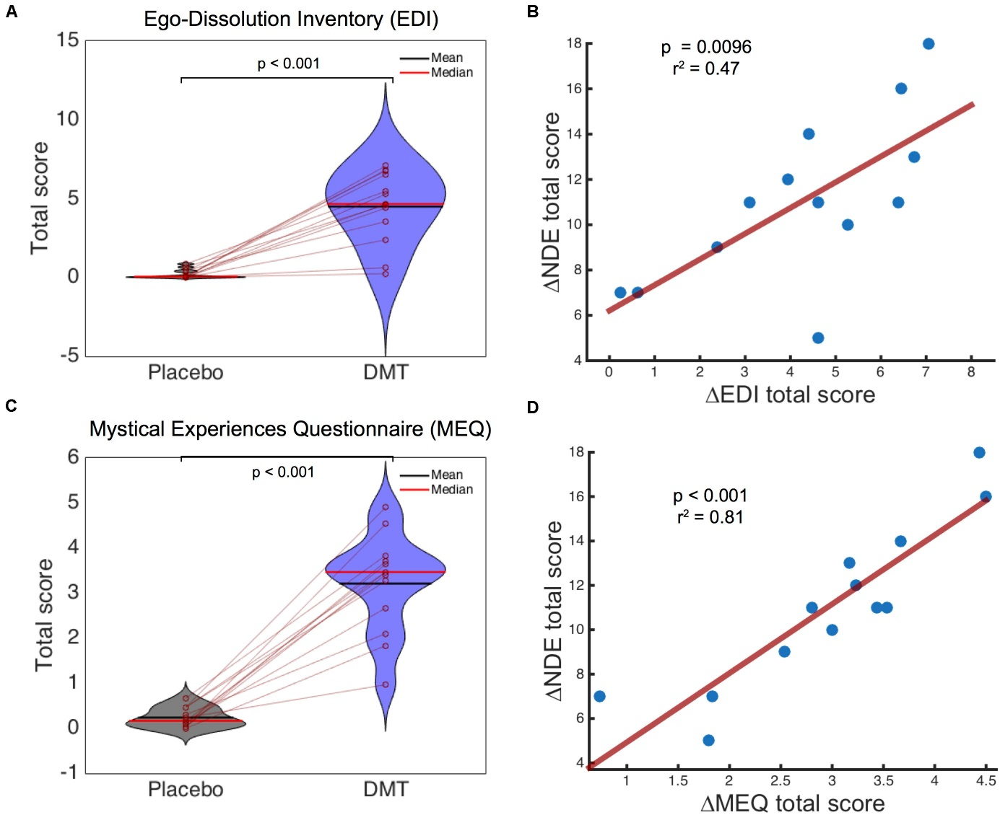 A
Ego-Dissolution Inventory (EDI)
15
10
5
0
-5
Total score
p < 0.001
Mean
Median
Placebo
DMT
B
18
16
14
12
10
8
6
4
ΔNDE total score
p = 0.0096
r² = 0.47
0 1 2 3 4 5 6 7 8
ΔEDI total score
C
Mystical Experiences Questionnaire (MEQ)
6
5
4
3
2
1
0
-1
Total score
p < 0.001
Mean
Median
Placebo
DMT
D
18
16
14
12
10
8
6
4
ΔNDE total score
p < 0.001
r² = 0.81
1 1.5 2 2.5 3 3.5 4 4.5
ΔMEQ total score